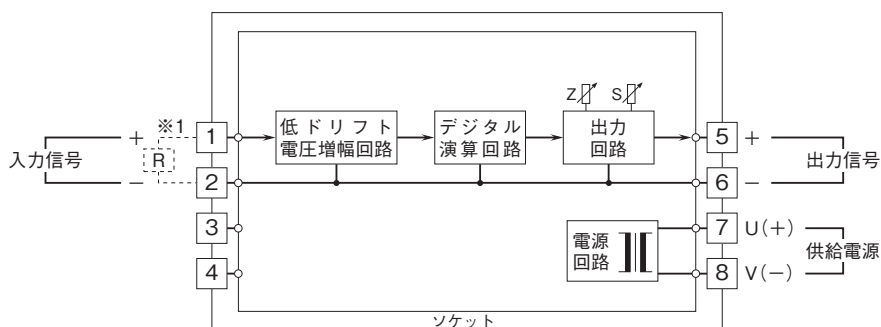 Z S
※1
入力信号
+
R
−
1
2
3
4
低ドリフト
電圧増幅回路
デジタル
演算回路
出力
回路
電源
回路
5
6
7
8
+
−
U(+)
V(−)
出力信号
供給電源
ソケット